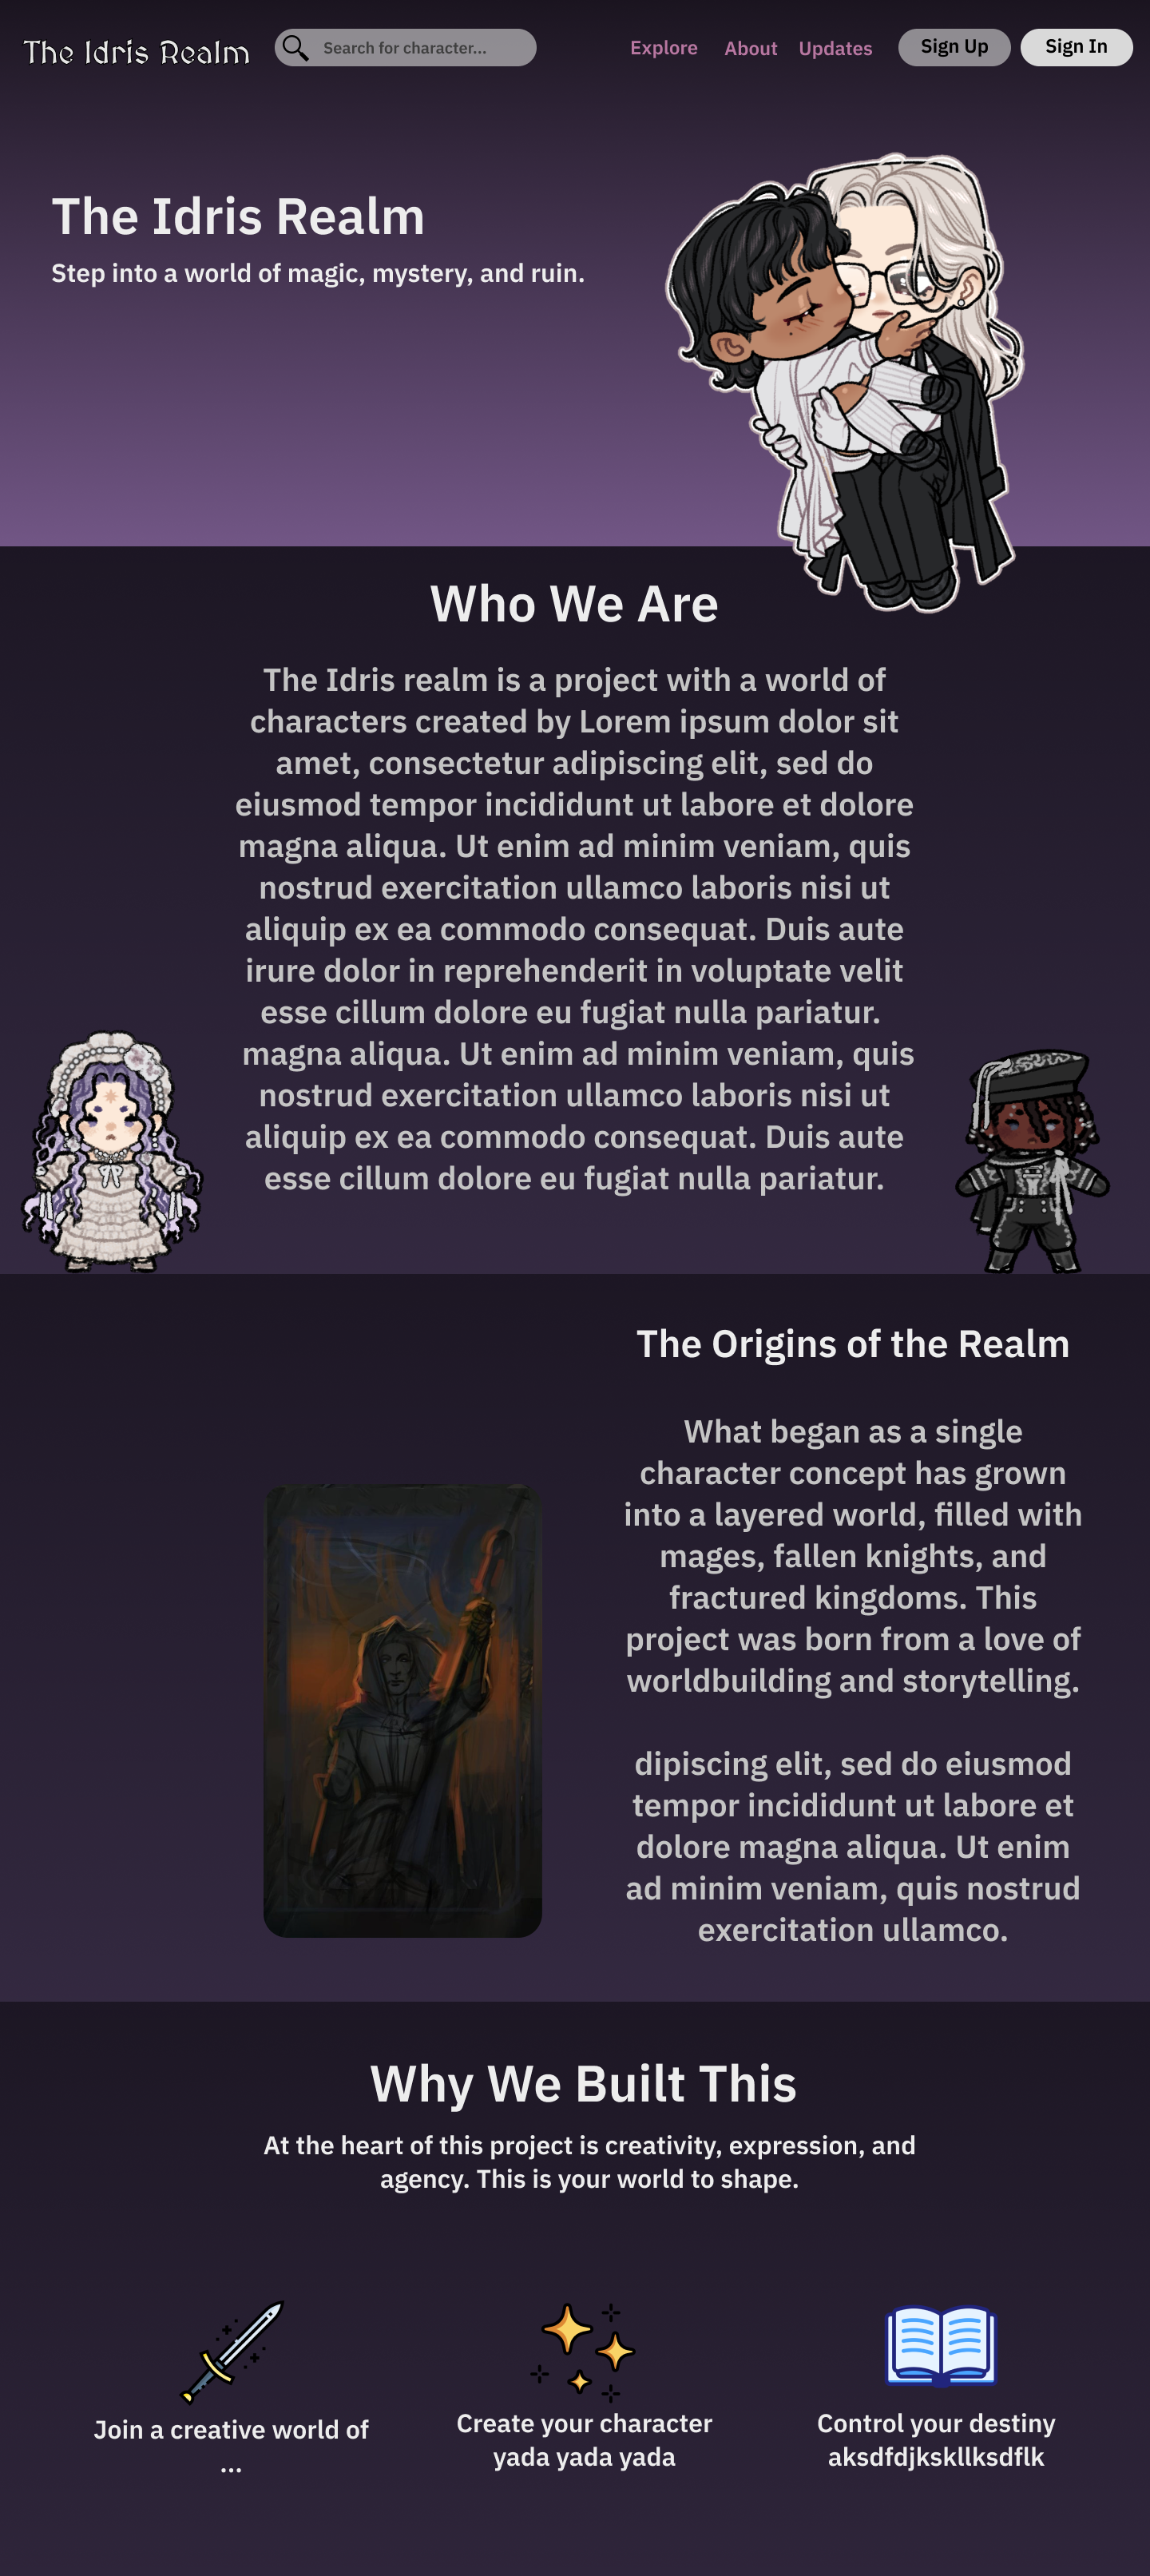 The Idris Realm
Search for character...
Explore
About
Updates
Sign Up
Sign In
The Idris Realm
Step into a world of magic, mystery, and ruin.
Who We Are
The Idris realm is a project with a world of
characters created by Lorem ipsum dolor sit
amet, consectetur adipiscing elit, sed do
eiusmod tempor incididunt ut labore et dolore
magna aliqua. Ut enim ad minim veniam, quis
nostrud exercitation ullamco laboris nisi ut
aliquip ex ea commodo consequat. Duis aute
irure dolor in reprehenderit in voluptate velit
esse cillum dolore eu fugiat nulla pariatur.
magna aliqua. Ut enim ad minim veniam, quis
nostrud exercitation ullamco laboris nisi ut
aliquip ex ea commodo consequat. Duis aute
esse cillum dolore eu fugiat nulla pariatur.
The Origins of the Realm
What began as a single
character concept has grown
into a layered world, filled with
mages, fallen knights, and
fractured kingdoms. This
project was born from a love of
worldbuilding and storytelling.
dipiscing elit, sed do eiusmod
tempor incididunt ut labore et
dolore magna aliqua. Ut enim
ad minim veniam, quis nostrud
exercitation ullamco.
Why We Built This
At the heart of this project is creativity, expression, and
agency. This is your world to shape.
Join a creative world of
...
Create your character
yada yada yada
Control your destiny
aksdfdjkskllksdflk